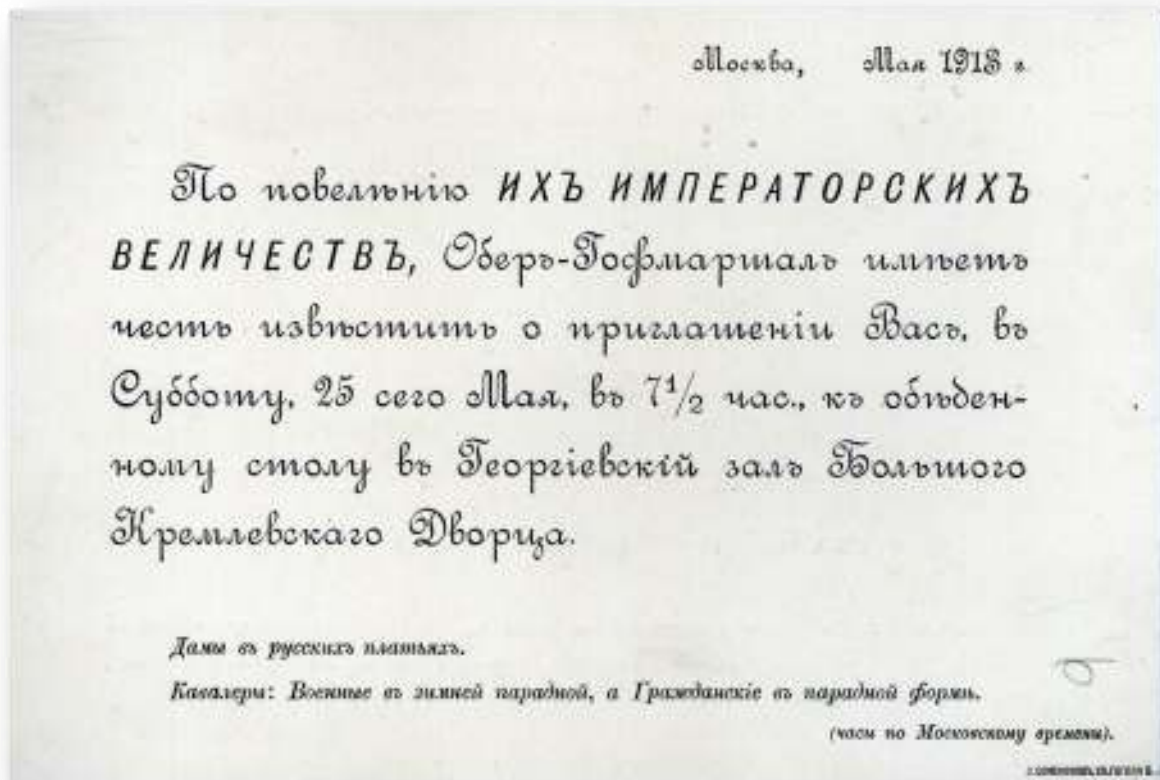 Москва, Мая 1913 г.
По повелѣнію ИХЪ ИМПЕРАТОРСКИХЪ
ВЕЛИЧЕСТВЪ, Оберъ-Гофмаршалъ имѣетъ
честь извѣстить о приглашеніи Васъ, въ
Субботу, 25 сего Мая, въ 7½ час., къ обѣден-
ному столу въ Георгіевскій залъ Большого
Кремлевскаго Дворца.
Дамы въ русскихъ платьяхъ.
Кавалеры: Военные въ зимней парадной, а Гражданскіе въ парадной формѣ.
(часы по Московскому времени).